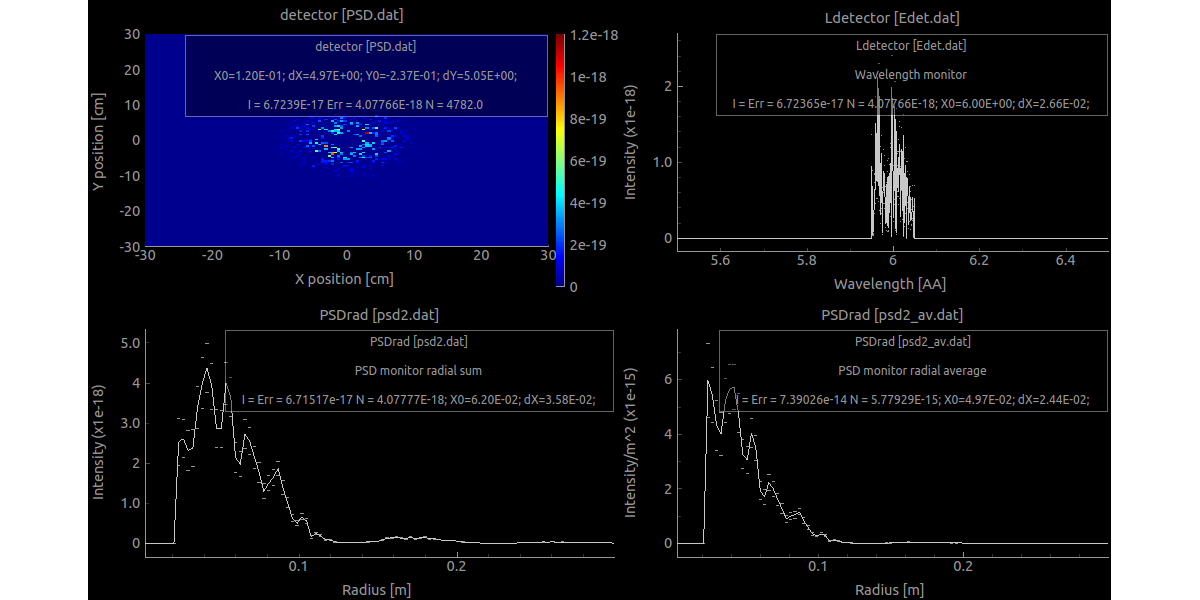 detector [PSD.dat]
30
20
10
0
-10
-20
-30
Y position [cm]
detector [PSD.dat]
X0=1.20E-01; dX=4.97E+00; Y0=-2.37E-01; dY=5.05E+00;
I = 6.7239E-17 Err = 4.07766E-18 N = 4782.0
-30
-20
-10
0
10
20
30
X position [cm]
1.2e-18
1e-18
8e-19
6e-19
4e-19
2e-19
0
Ldetector [Edet.dat]
Intensity (x1e-18)
2
1.0
0
Ldetector [Edet.dat]
Wavelength monitor
I = Err = 6.72365e-17 N = 4.07766E-18; X0=6.00E+00; dX=2.66E-02;
5.6
5.8
6
6.2
6.4
Wavelength [AA]
PSDrad [psd2.dat]
Intensity (x1e-18)
5.0
4
3.0
2
1.0
0
PSDrad [psd2.dat]
PSD monitor radial sum
I = Err = 6.71517e-17 N = 4.07777E-18; X0=6.20E-02; dX=3.58E-02;
0.1
0.2
Radius [m]
PSDrad [psd2_av.dat]
Intensity/m^2 (x1e-15)
6
4
2
0
PSDrad [psd2_av.dat]
PSD monitor radial average
I = Err = 7.39026e-14 N = 5.77929E-15; X0=4.97E-02; dX=2.44E-02;
0.1
0.2
Radius [m]